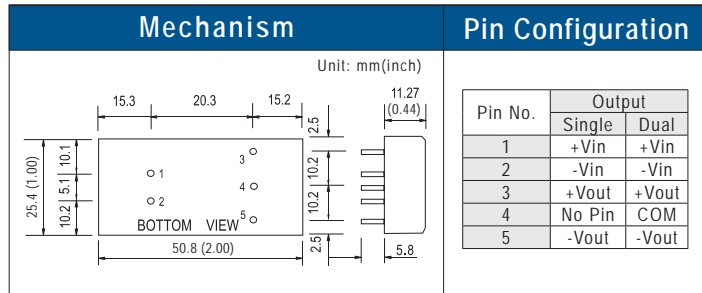 Mechanism
Pin Configuration
Unit: mm(inch)
15.3
20.3
15.2
11.27
(0.44)
2.5
10.2
10.2
2.5
25.4 (1.00)
10.1
5.1
10.2
1
2
3
4
5
BOTTOM VIEW
50.8 (2.00)
5.8
Pin No. Output
Single Dual
1 +Vin +Vin
2 -Vin -Vin
3 +Vout +Vout
4 No Pin COM
5 -Vout -Vout